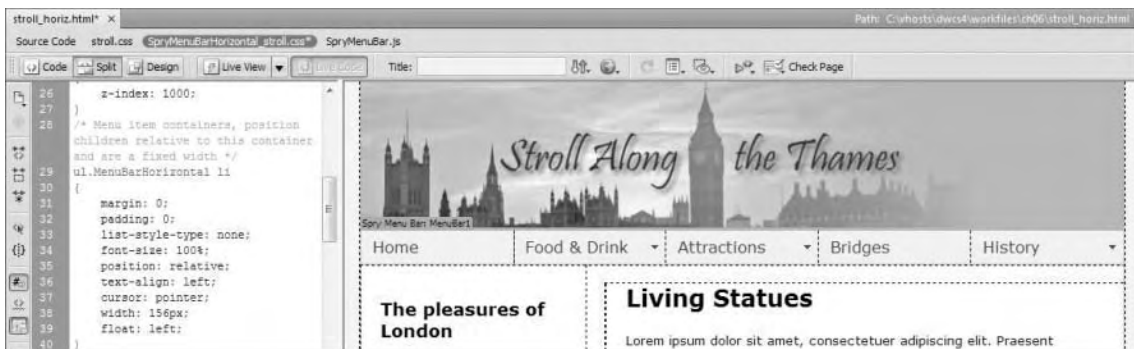 stroll_horiz.html* ×
Path: C:\vhosts\dwcs4\workfiles\ch06\stroll_horiz.html
Source Code stroll.css SpryMenuBarHorizontal_stroll.css* SpryMenuBar.js
Code Split Design Live View Live Code Title: Check Page
26 z-index: 1000;
27 }
28 /* Menu item containers, position
children relative to this container
and are a fixed width */
29 ul.MenuBarHorizontal li
30 {
31 margin: 0;
32 padding: 0;
33 list-style-type: none;
34 font-size: 100%;
35 position: relative;
36 text-align: left;
37 cursor: pointer;
38 width: 156px;
39 float: left;
40 }
Stroll Along the Thames
Spry Menu Bar: MenuBar1
Home Food & Drink Attractions Bridges History
The pleasures of
London
Living Statues
Lorem ipsum dolor sit amet, consectetuer adipiscing elit. Praesent